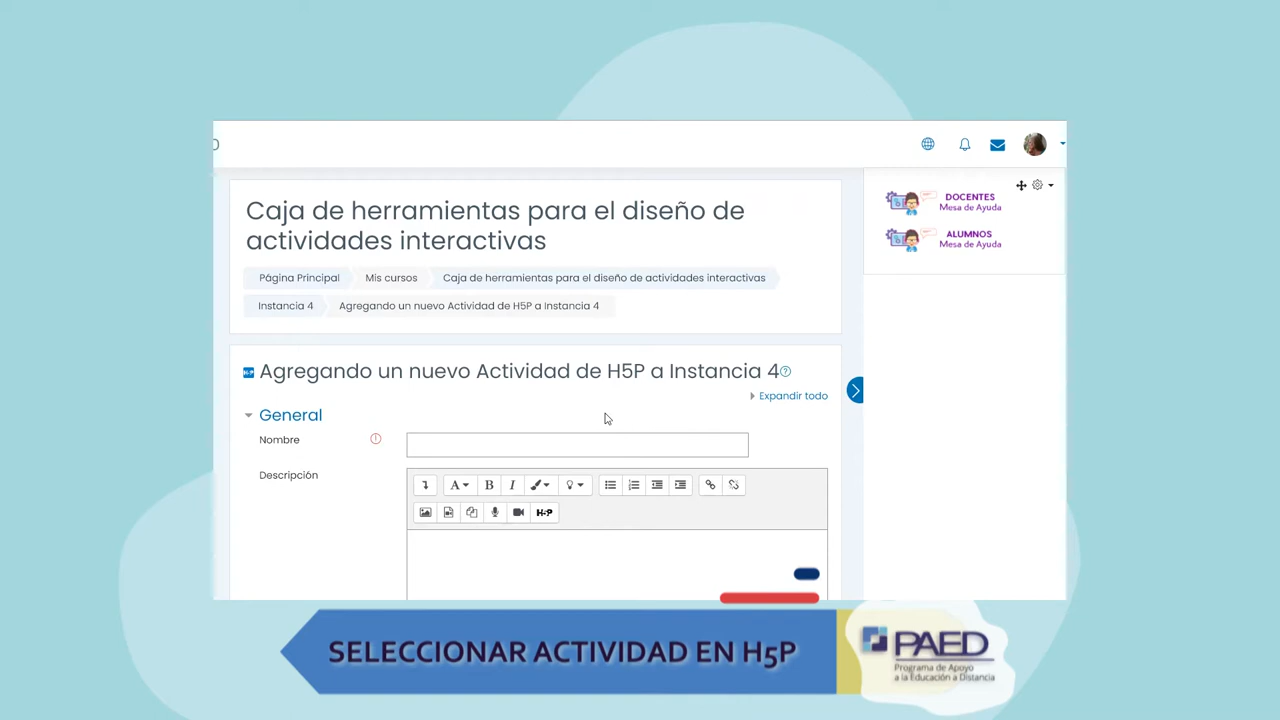 Caja de herramientas para el diseño de
actividades interactivas
Página Principal
Mis cursos
Caja de herramientas para el diseño de actividades interactivas
Instancia 4
Agregando un nuevo Actividad de H5P a Instancia 4
DOCENTES
Mesa de Ayuda
ALUMNOS
Mesa de Ayuda
Agregando un nuevo Actividad de H5P a Instancia 4
Expandir todo
General
Nombre
Descripción
A
B
I
H-P
SELECCIONAR ACTIVIDAD EN H5P
PAED
Programa de Apoyo
a la Educación a Distancia